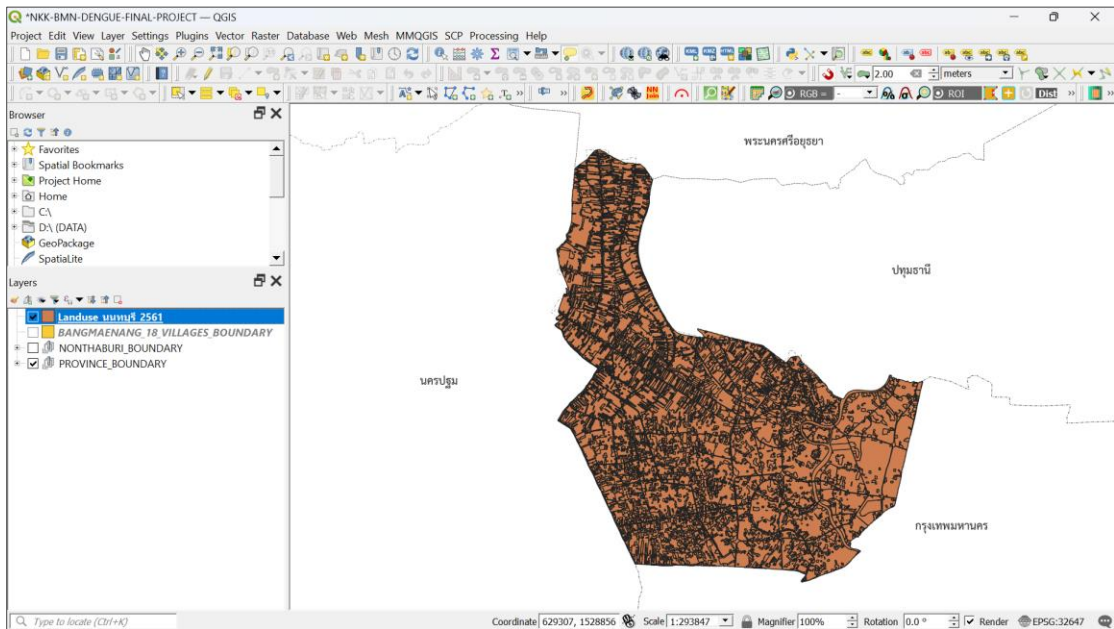 *NKK-BMN-DENGUE-FINAL-PROJECT — QGIS
Project Edit View Layer Settings Plugins Vector Raster Database Web Mesh MMQGIS SCP Processing Help
2.00 meters
RGB = - ROI Dist
Browser
Favorites
Spatial Bookmarks
Project Home
Home
C:\
D:\ (DATA)
GeoPackage
SpatiaLite
Layers
Landuse นนทบุรี 2561
BANGMAENANG_18_VILLAGES_BOUNDARY
NONTHABURI_BOUNDARY
PROVINCE_BOUNDARY
พระนครศรีอยุธยา
ปทุมธานี
นครปฐม
กรุงเทพมหานคร
Type to locate (Ctrl+K) Coordinate 629307, 1528856 Scale 1:293847 Magnifier 100% Rotation 0.0 ° Render EPSG:32647